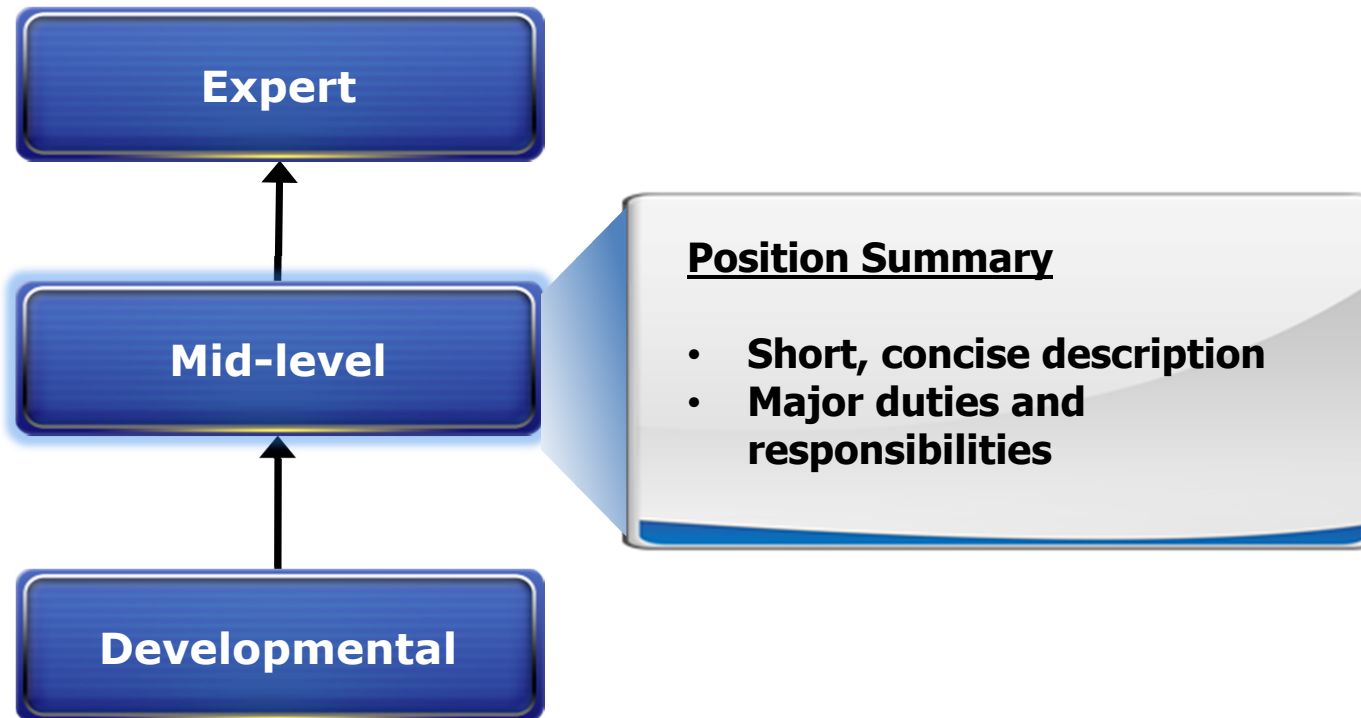 Expert
Mid-level
Developmental
Position Summary
• Short, concise description
• Major duties and
responsibilities